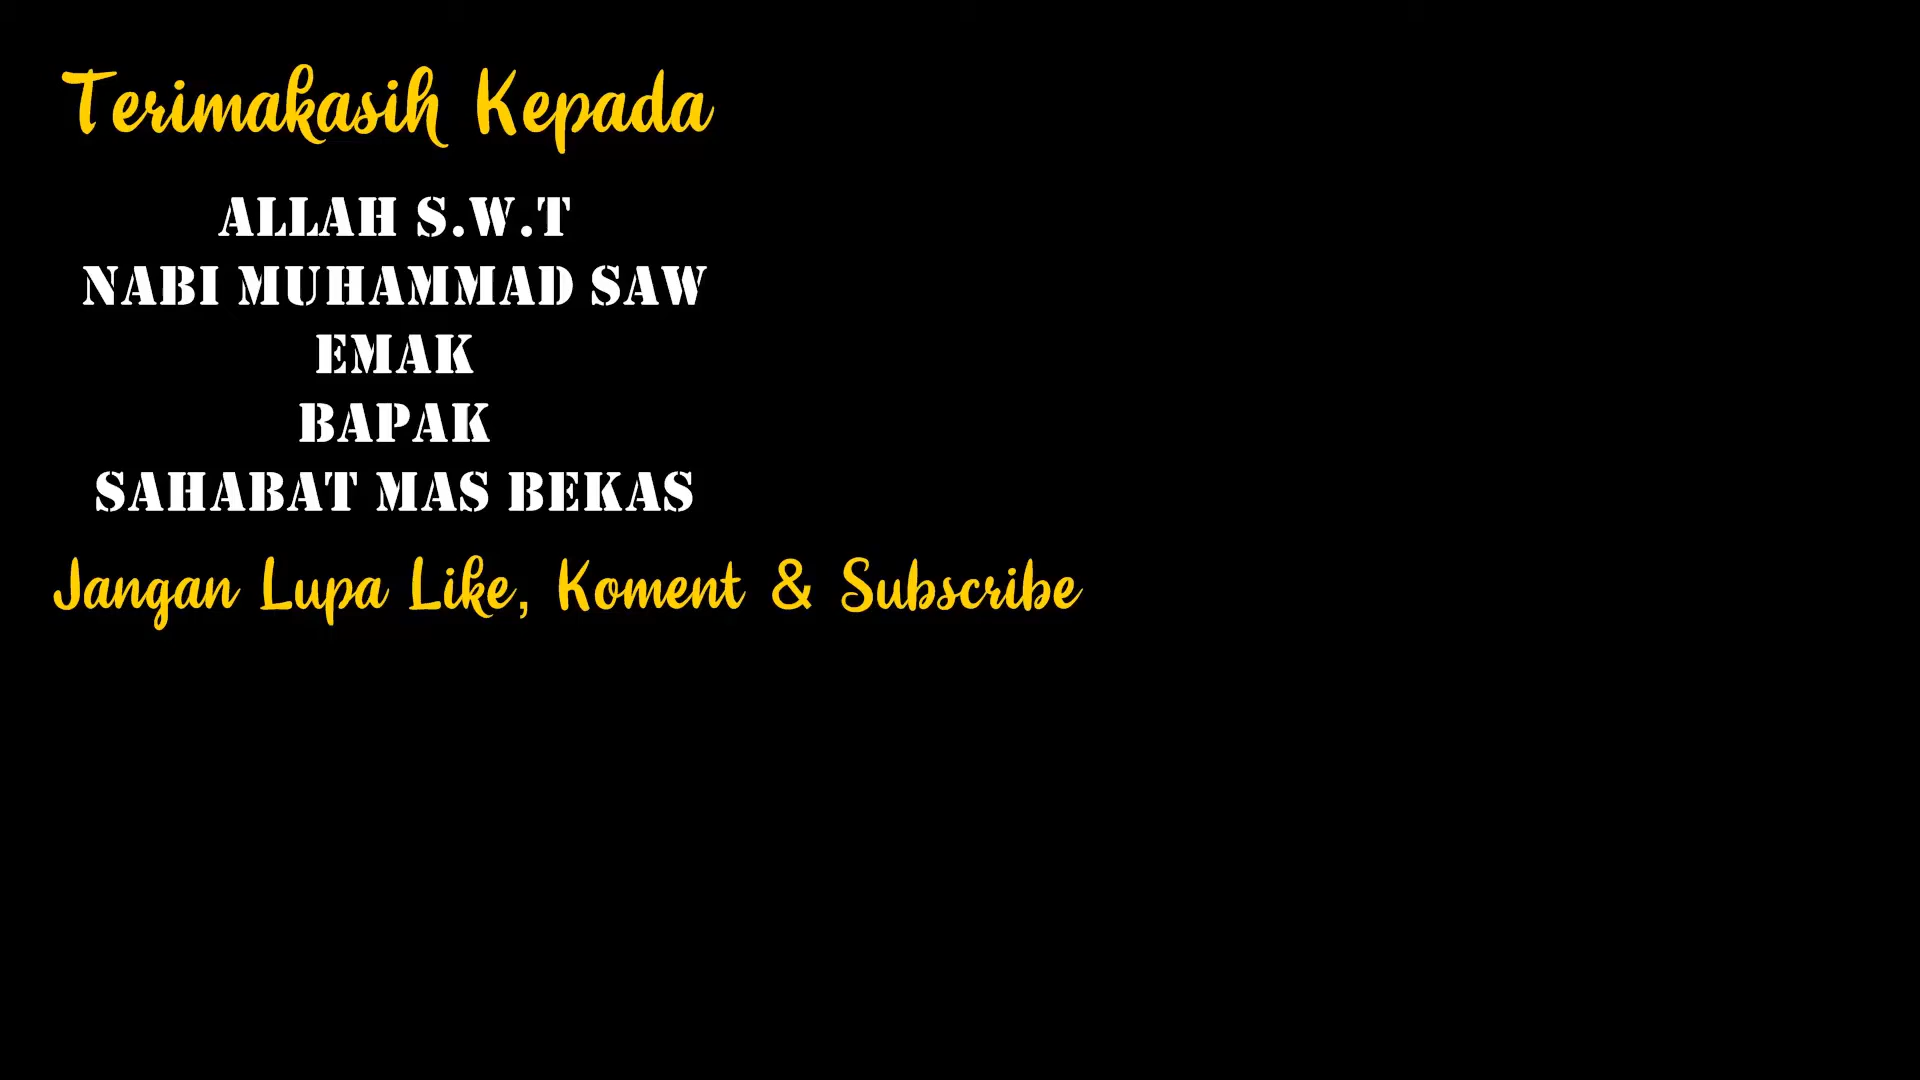 Terimakasih Kepada
ALLAH S.W.T
NABI MUHAMMAD SAW
EMAK
BAPAK
SAHABAT MAS BEKAS
Jangan Lupa Like, Koment & Subscribe